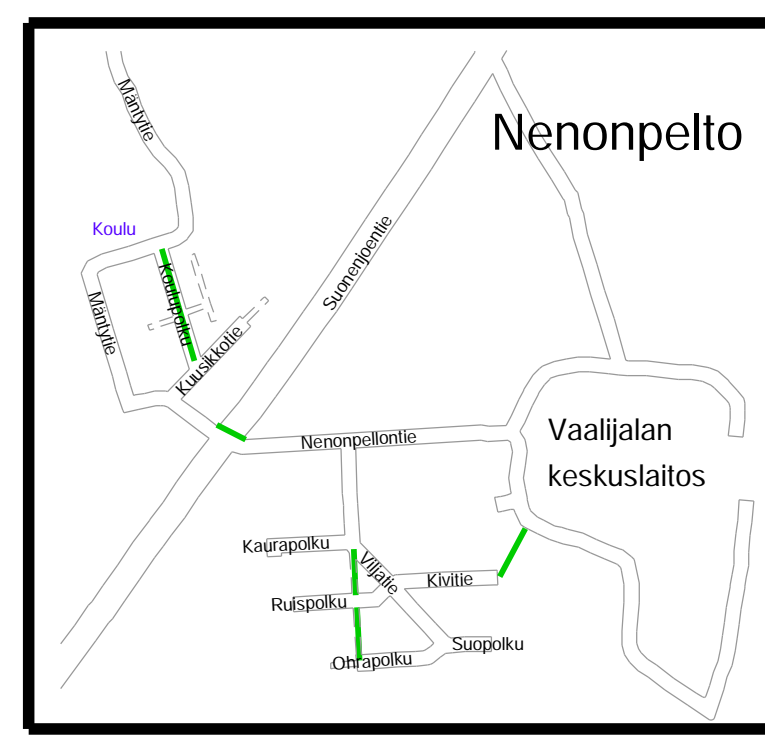 Nenonpelto
Mäntytie
Koulu
Koulupolku
Mäntytie
Kuusikkotie
Suonenjoentie
Nenonpellontie
Vaalijalan
keskuslaitos
Kaurapolku
Viljatie
Kivitie
Ruispolku
Suopolku
Ohrapolku